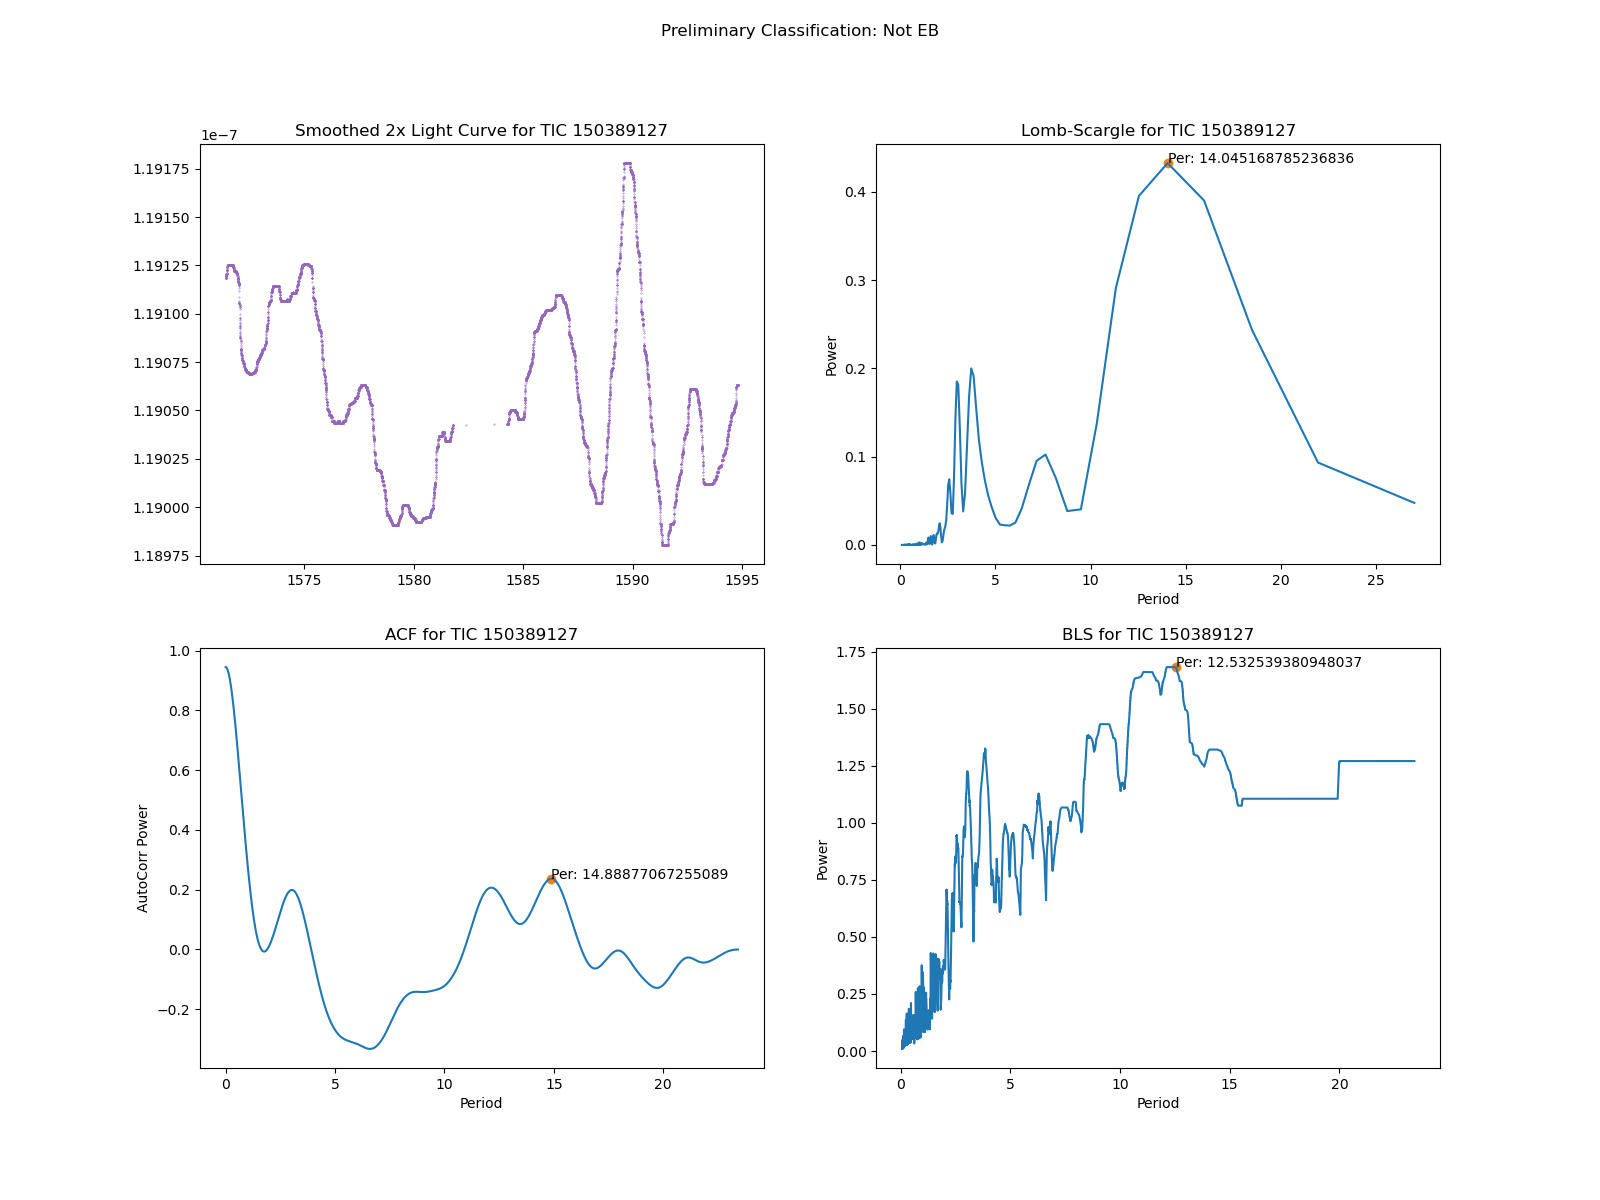 Preliminary Classification: Not EB
Smoothed 2x Light Curve for TIC 150389127
1e−7
1.19175
1.19150
1.19125
1.19100
1.19075
1.19050
1.19025
1.19000
1.18975
1575 1580 1585 1590 1595
Lomb-Scargle for TIC 150389127
Per: 14.045168785236836
Power
0.4
0.3
0.2
0.1
0.0
0 5 10 15 20 25
Period
ACF for TIC 150389127
Per: 14.88877067255089
AutoCorr Power
1.0
0.8
0.6
0.4
0.2
0.0
−0.2
0 5 10 15 20
Period
BLS for TIC 150389127
Per: 12.532539380948037
Power
1.75
1.50
1.25
1.00
0.75
0.50
0.25
0.00
0 5 10 15 20
Period